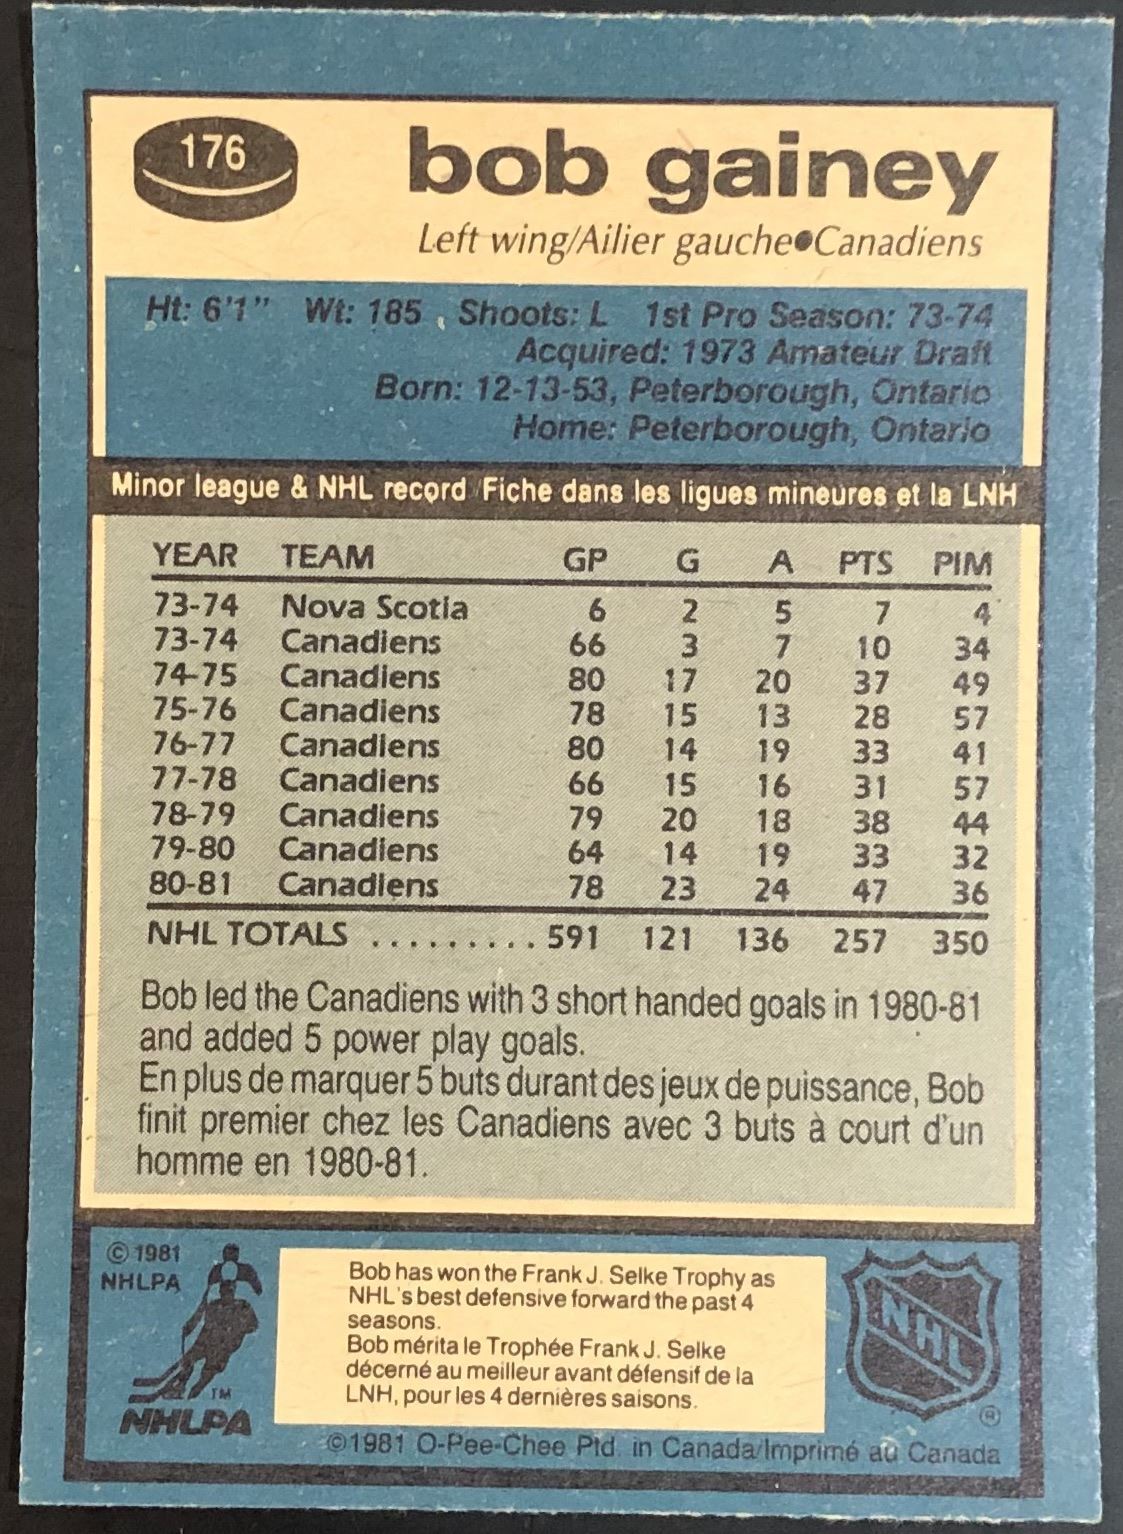 176
bob gainey
Left wing/Ailier gauche●Canadiens
Ht: 6'1" Wt: 185 Shoots: L 1st Pro Season: 73-74
Acquired: 1973 Amateur Draft
Born: 12-13-53, Peterborough, Ontario
Home: Peterborough, Ontario
Minor league & NHL record Fiche dans les ligues mineures et la LNH
YEAR TEAM GP G A PTS PIM
73-74 Nova Scotia 6 2 5 7 4
73-74 Canadiens 66 3 7 10 34
74-75 Canadiens 80 17 20 37 49
75-76 Canadiens 78 15 13 28 57
76-77 Canadiens 80 14 19 33 41
77-78 Canadiens 66 15 16 31 57
78-79 Canadiens 79 20 18 38 44
79-80 Canadiens 64 14 19 33 32
80-81 Canadiens 78 23 24 47 36
NHL TOTALS .......... 591 121 136 257 350
Bob led the Canadiens with 3 short handed goals in 1980-81
and added 5 power play goals.
En plus de marquer 5 buts durant des jeux de puissance, Bob
finit premier chez les Canadiens avec 3 buts à court d'un
homme en 1980-81.
© 1981
NHLPA
TM
NHLPA
Bob has won the Frank J. Selke Trophy as
NHL's best defensive forward the past 4
seasons.
Bob mérita le Trophée Frank J. Selke
décerné au meilleur avant défensif de la
LNH, pour les 4 dernières saisons.
NHL
®
©1981 O-Pee-Chee Ptd. in Canada/Imprimé au Canada